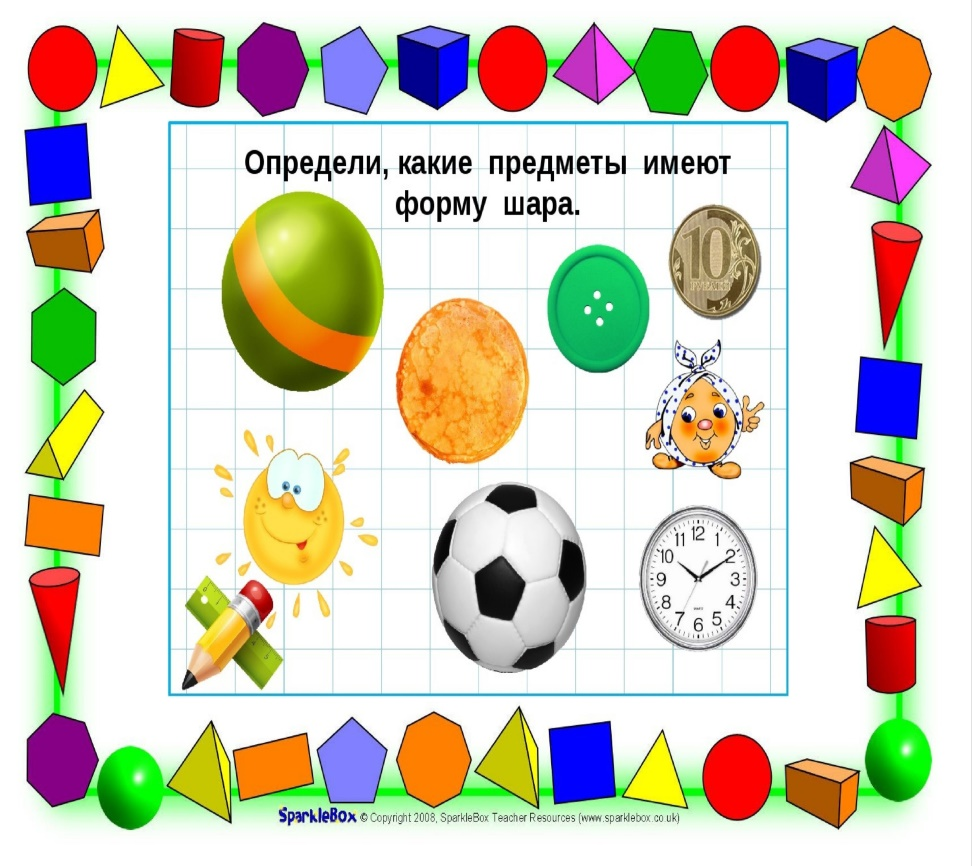 Определи, какие предметы имеют
форму шара.
10
РУБЛЕЙ
12
11 1
10 2
9 3
8 4
7 5
6
SparkleBox © Copyright 2008, SparkleBox Teacher Resources (www.sparklebox.co.uk)